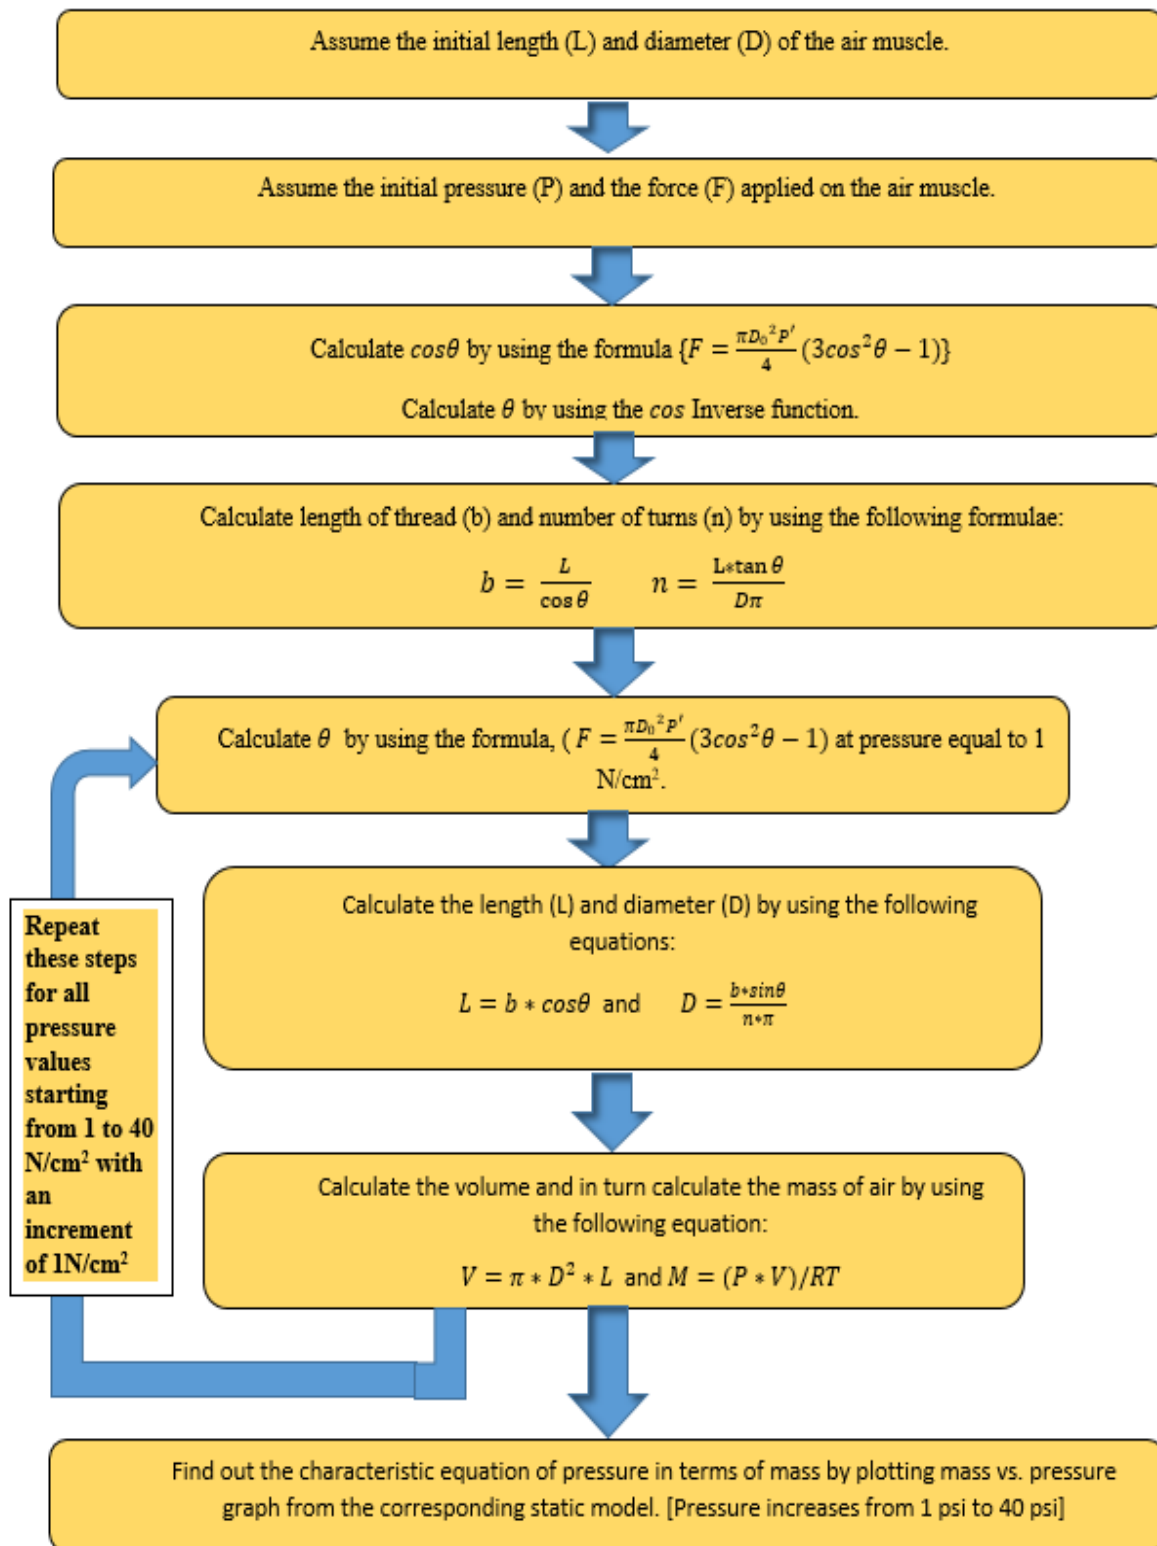 Assume the initial length (L) and diameter (D) of the air muscle.
Assume the initial pressure (P) and the force (F) applied on the air muscle.
Calculate cosθ by using the formula {F = \frac{πD₀²P′}{4}(3cos²θ − 1)}
Calculate θ by using the cos Inverse function.
Calculate length of thread (b) and number of turns (n) by using the following formulae:
b = \frac{L}{cos θ} n = \frac{L*tan θ}{Dπ}
Calculate θ by using the formula, ( F = \frac{πD₀²P′}{4}(3cos²θ − 1) at pressure equal to 1
N/cm².
Calculate the length (L) and diameter (D) by using the following
equations:
L = b * cosθ and D = \frac{b*sinθ}{n*π}
Calculate the volume and in turn calculate the mass of air by using
the following equation:
V = π * D² * L and M = (P * V)/RT
Repeat
these steps
for all
pressure
values
starting
from 1 to 40
N/cm² with
an
increment
of 1N/cm²
Find out the characteristic equation of pressure in terms of mass by plotting mass vs. pressure
graph from the corresponding static model. [Pressure increases from 1 psi to 40 psi]